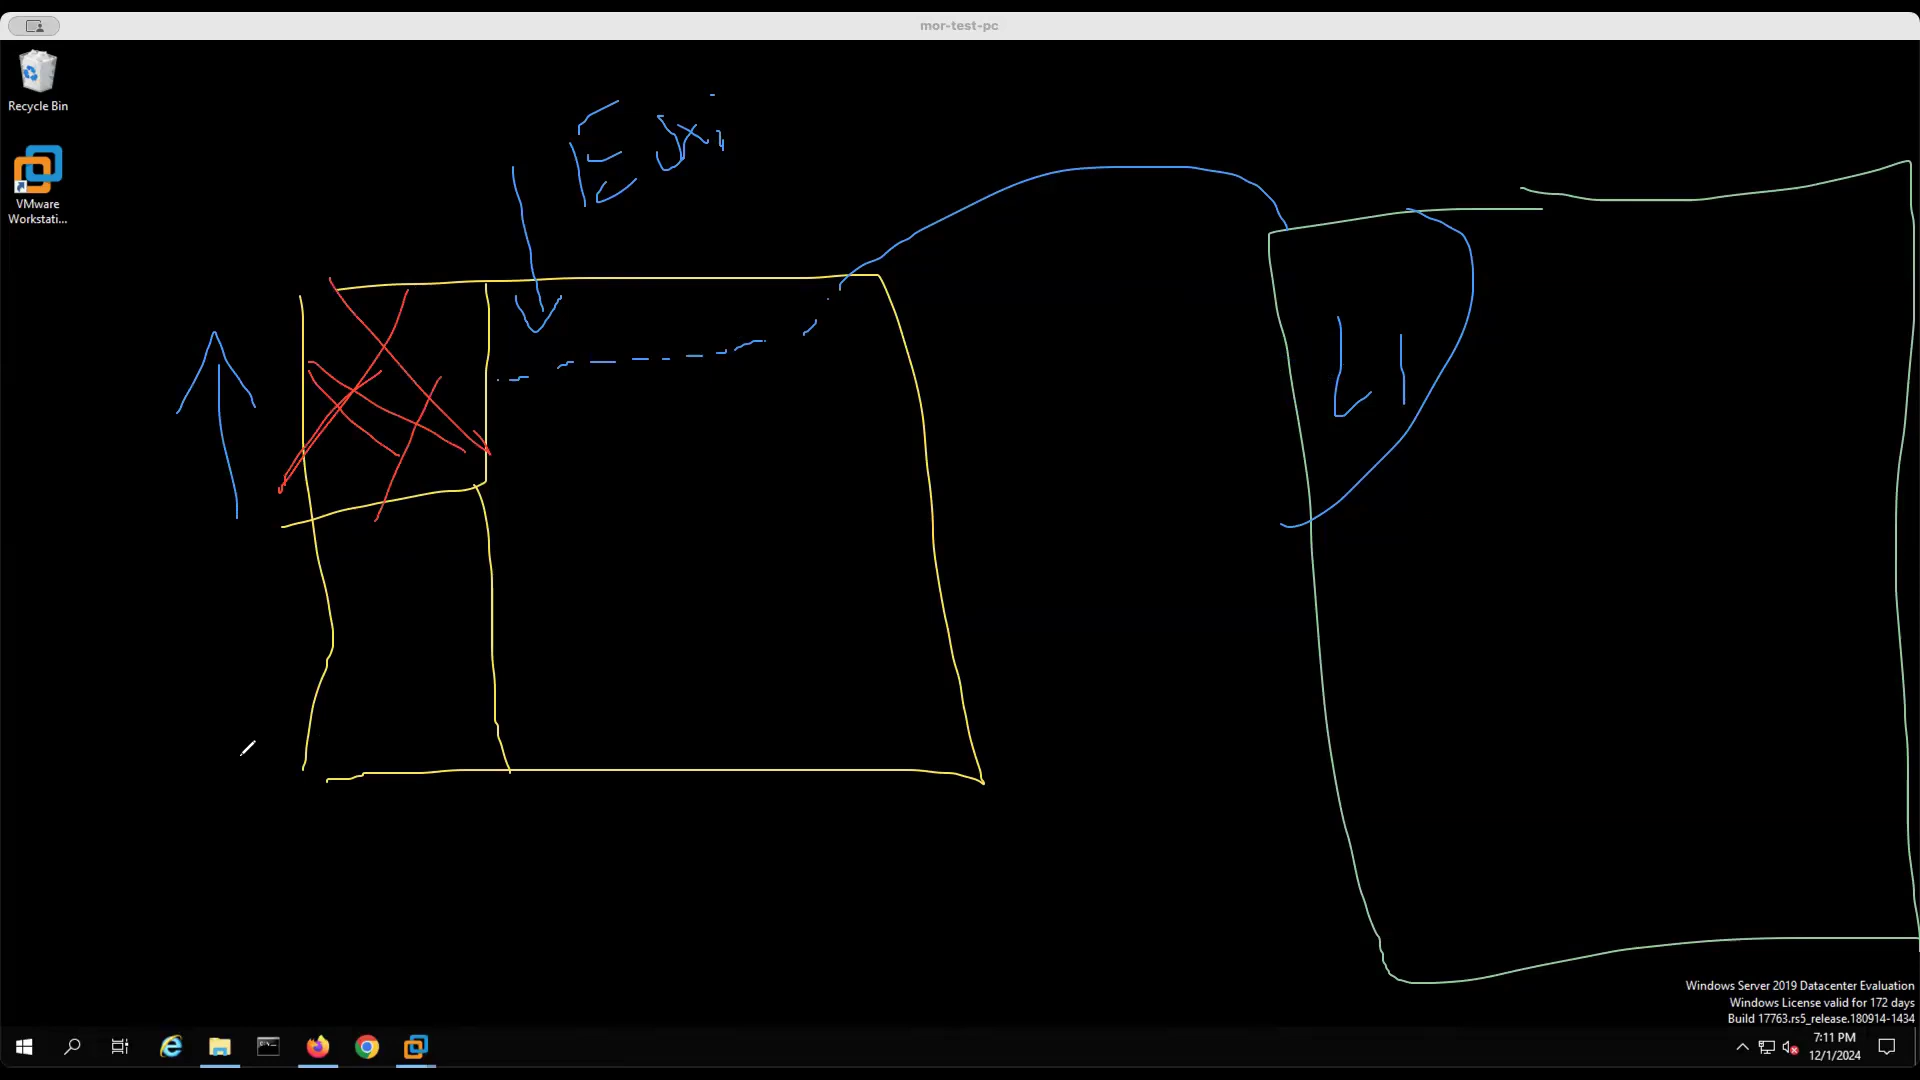 mor-test-pc
Recycle Bin
VMware
Workstati...
L1
Windows Server 2019 Datacenter Evaluation
Windows License valid for 172 days
Build 17763.rs5_release.180914-1434
7:11 PM
12/1/2024